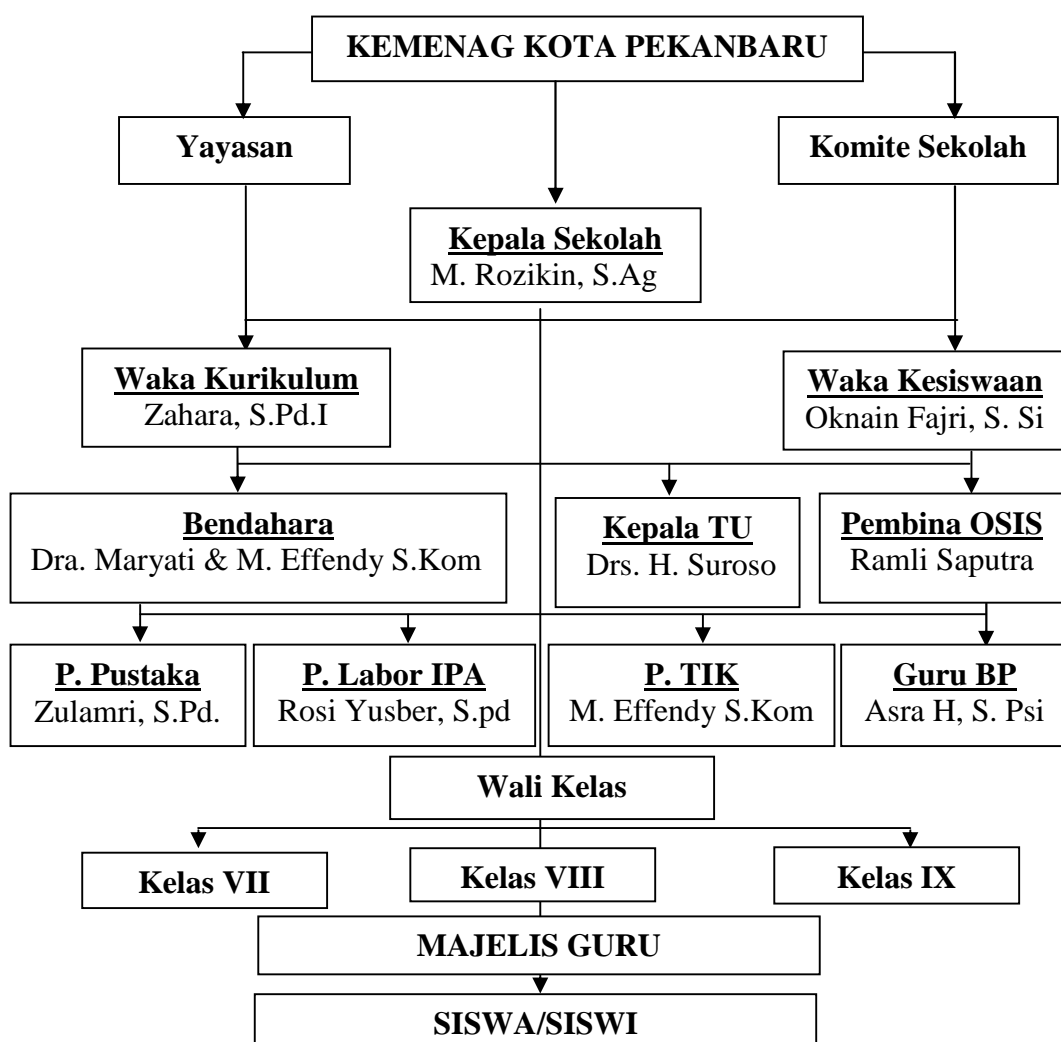 KEMENAG KOTA PEKANBARU
Yayasan
Komite Sekolah
Kepala Sekolah
M. Rozikin, S.Ag
Waka Kurikulum
Zahara, S.Pd.I
Waka Kesiswaan
Oknain Fajri, S. Si
Bendahara
Dra. Maryati & M. Effendy S.Kom
Kepala TU
Drs. H. Suroso
Pembina OSIS
Ramli Saputra
P. Pustaka
Zulamri, S.Pd.
P. Labor IPA
Rosi Yusber, S.pd
P. TIK
M. Effendy S.Kom
Guru BP
Asra H, S. Psi
Wali Kelas
Kelas VII
Kelas VIII
Kelas IX
MAJELIS GURU
SISWA/SISWI